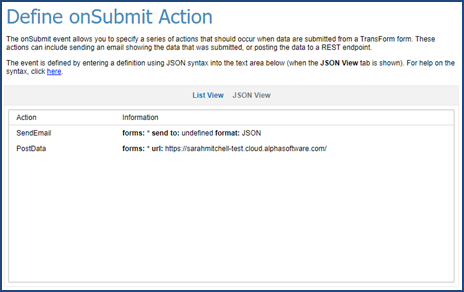 Define onSubmit Action
The onSubmit event allows you to specify a series of actions that should occur when data are submitted from a TransForm form. These
actions can include sending an email showing the data that was submitted, or posting the data to a REST endpoint.
The event is defined by entering a definition using JSON syntax into the text area below (when the JSON View tab is shown). For help on the
syntax, click here.
List View JSON View
Action Information
SendEmail forms: * send to: undefined format: JSON
PostData forms: * url: https://sarahmitchell-test.cloud.alphasoftware.com/